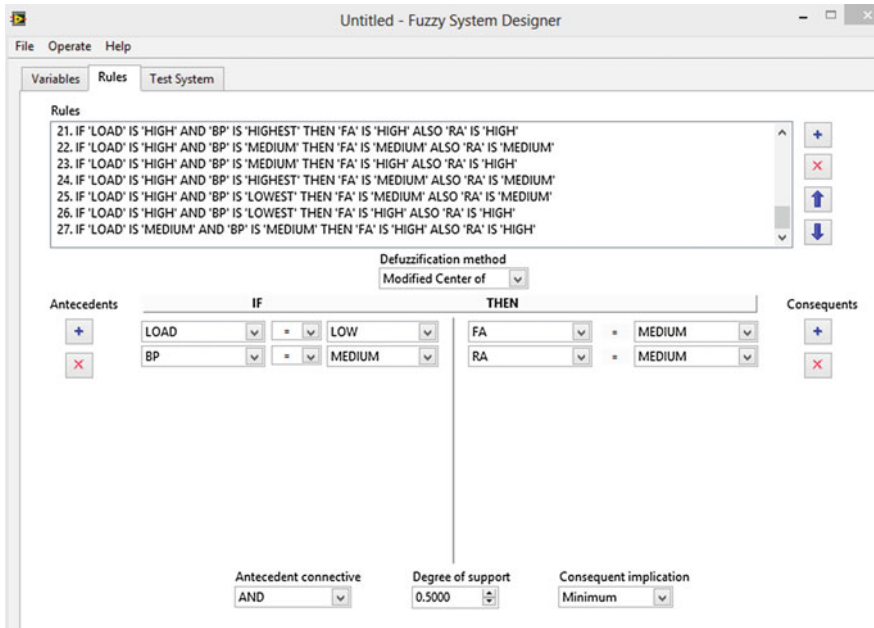 Untitled - Fuzzy System Designer
File Operate Help
Variables Rules Test System
Rules
21. IF 'LOAD' IS 'HIGH' AND 'BP' IS 'HIGHEST' THEN 'FA' IS 'HIGH' ALSO 'RA' IS 'HIGH'
22. IF 'LOAD' IS 'HIGH' AND 'BP' IS 'MEDIUM' THEN 'FA' IS 'MEDIUM' ALSO 'RA' IS 'MEDIUM'
23. IF 'LOAD' IS 'HIGH' AND 'BP' IS 'MEDIUM' THEN 'FA' IS 'HIGH' ALSO 'RA' IS 'HIGH'
24. IF 'LOAD' IS 'HIGH' AND 'BP' IS 'HIGHEST' THEN 'FA' IS 'MEDIUM' ALSO 'RA' IS 'MEDIUM'
25. IF 'LOAD' IS 'HIGH' AND 'BP' IS 'LOWEST' THEN 'FA' IS 'MEDIUM' ALSO 'RA' IS 'MEDIUM'
26. IF 'LOAD' IS 'HIGH' AND 'BP' IS 'LOWEST' THEN 'FA' IS 'HIGH' ALSO 'RA' IS 'HIGH'
27. IF 'LOAD' IS 'MEDIUM' AND 'BP' IS 'MEDIUM' THEN 'FA' IS 'HIGH' ALSO 'RA' IS 'HIGH'
Defuzzification method
Modified Center of
Antecedents IF THEN Consequents
LOAD = LOW FA = MEDIUM
BP = MEDIUM RA = MEDIUM
Antecedent connective Degree of support Consequent implication
AND 0.5000 Minimum